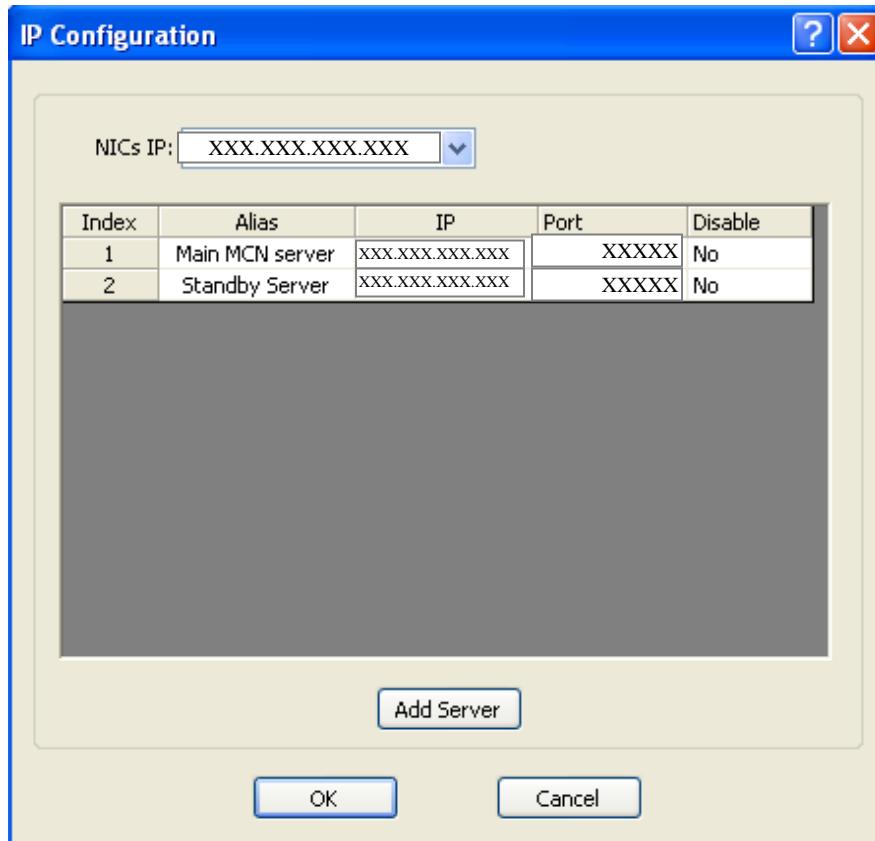 IP Configuration
NICs IP: XXX.XXX.XXX.XXX
Index Alias IP Port Disable
1 Main MCN server XXX.XXX.XXX.XXX XXXXX No
2 Standby Server XXX.XXX.XXX.XXX XXXXX No
Add Server
OK Cancel